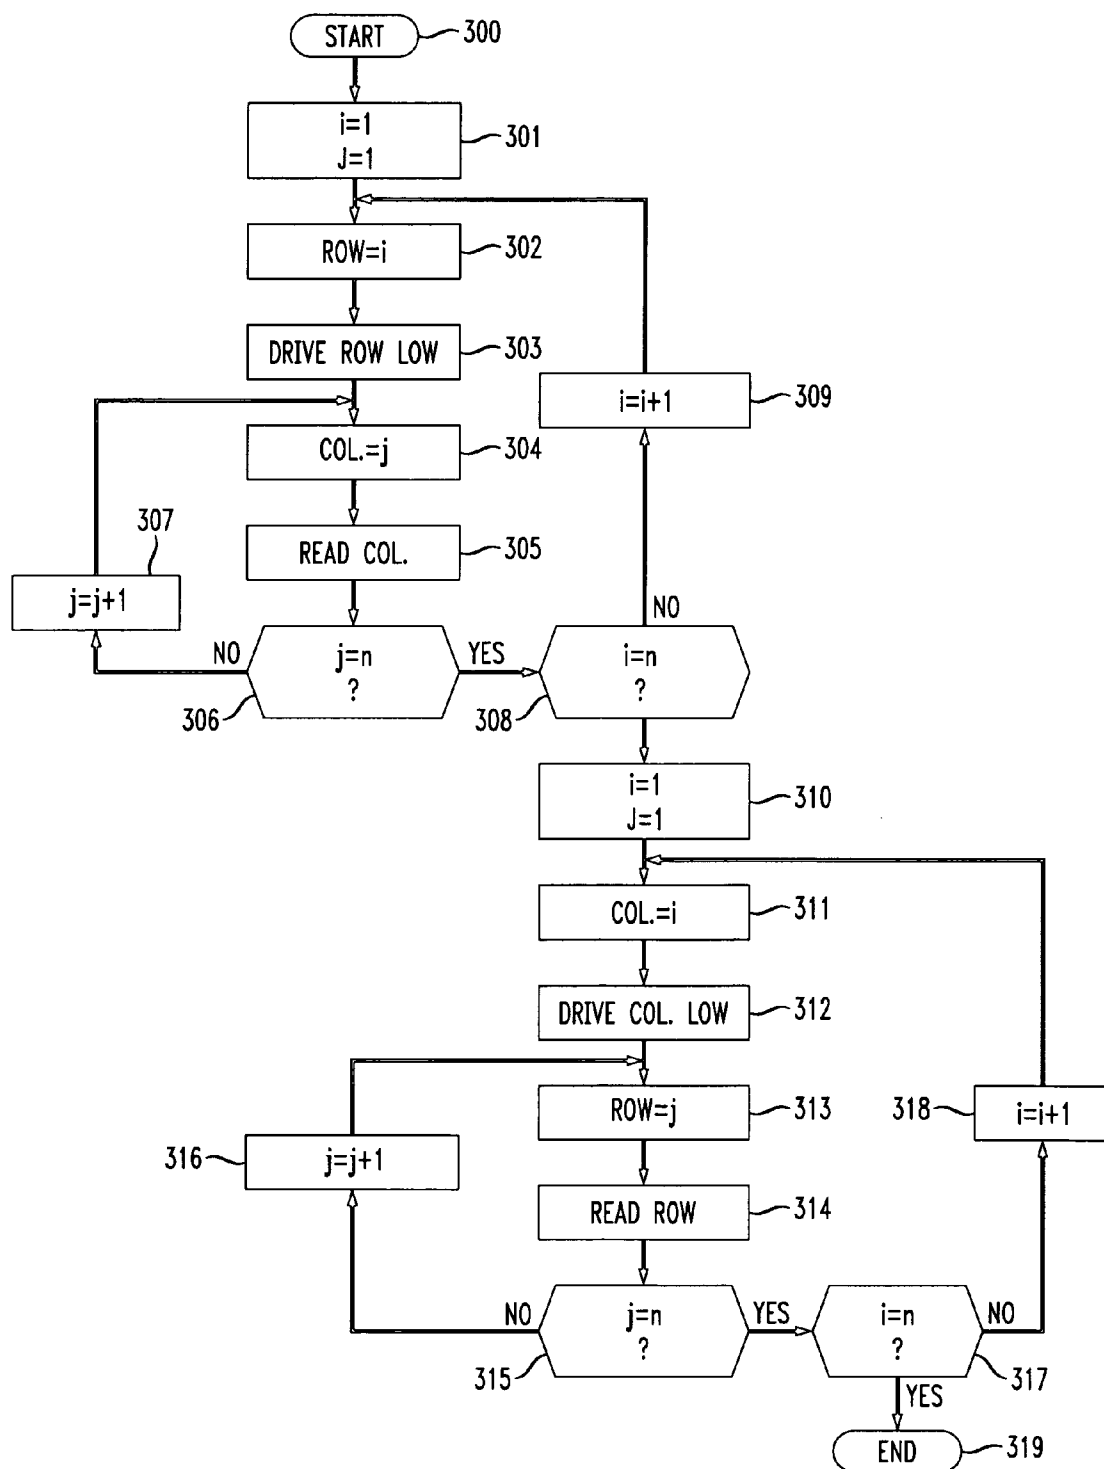 START
300
i=1
J=1
301
ROW=i
302
DRIVE ROW LOW
303
i=i+1
309
COL.=j
304
307
READ COL.
305
j=j+1
NO
NO
j=n
?
YES
i=n
?
306
308
i=1
J=1
310
COL.=i
311
DRIVE COL. LOW
312
ROW=j
313
318
i=i+1
316
j=j+1
READ ROW
314
NO
j=n
?
YES
i=n
?
NO
315
317
YES
END
319